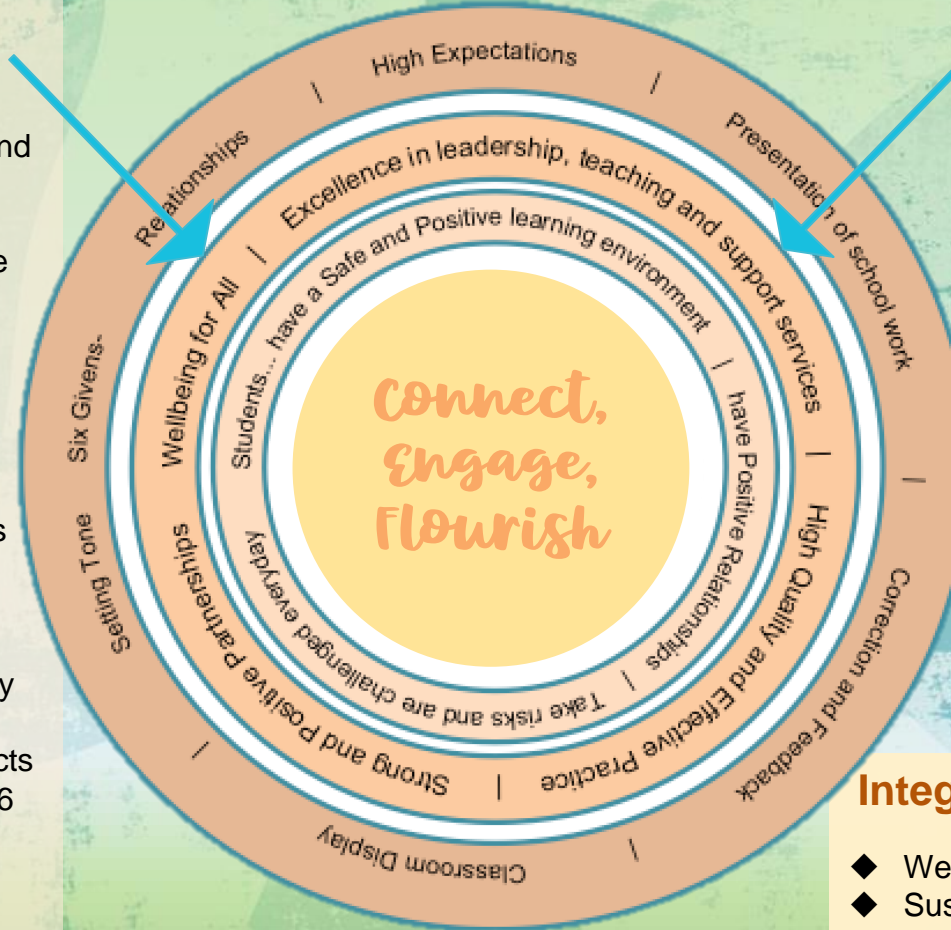 nd
e
s
y
cts
6
Six Givens-
Relationships
|
High Expectations
|
Presentation of school work
|
Correction and Feedback
|
Classroom Display
|
Setting Tone
Wellbeing for All
|
Excellence in leadership, teaching and support services
|
High Quality and Effective Practice
|
Strong and Positive Partnerships
Students... have a Safe and Positive learning environment
|
have Positive Relationships
|
Take risks and are challenged everyday
Connect,
Engage,
Flourish
Integ
◆ We
◆ Sus